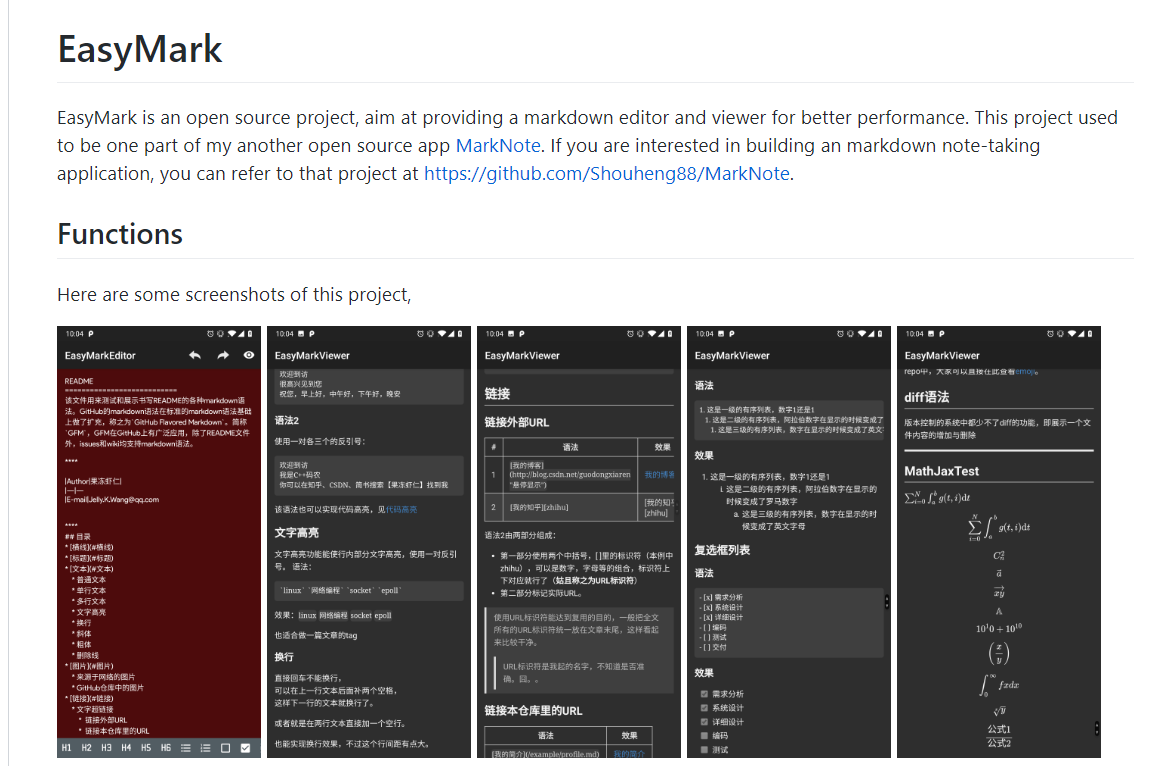 EasyMark
EasyMark is an open source project, aim at providing a markdown editor and viewer for better performance. This project used
to be one part of my another open source app MarkNote. If you are interested in building an markdown note-taking
application, you can refer to that project at https://github.com/Shouheng88/MarkNote.
Functions
Here are some screenshots of this project,
10:04
EasyMarkEditor
README
===========================
该文件用来测试和展示书写README的各种markdown语
法。GitHub的markdown语法在标准的markdown语法基础
上做了扩充，称之为`GitHub Flavored Markdown`。简称
`GFM`，GFM在GitHub上有广泛应用，除了README文件
外，issues和wiki均支持markdown语法。
****
|Author|果冻虾仁|
|---|---
|E-mail|Jelly.K.Wang@qq.com
****
## 目录
* [横线](#横线)
* [标题](#标题)
* [文本](#文本)
* 普通文本
* 单行文本
* 多行文本
* 文字高亮
* 换行
* 斜体
* 粗体
* 删除线
* [图片](#图片)
* 来源于网络的图片
* GitHub仓库中的图片
* [链接](#链接)
* 文字超链接
* 链接外部URL
* 链接本仓库里的URL
H1 H2 H3 H4 H5 H6
10:04
EasyMarkViewer
欢迎到访
很高兴见到您
祝您，早上好，中午好，下午好，晚安
语法2
使用一对各三个的反引号：
欢迎到访
我是C++码农
你可以在知乎、CSDN、简书搜索【果冻虾仁】找到我
该语法也可以实现代码高亮，见代码高亮
文字高亮
文字高亮功能能使行内部分文字高亮，使用一对反引
号。 语法：
`linux` `网络编程` `socket` `epoll`
效果：linux 网络编程 socket epoll
也适合做一篇文章的tag
换行
直接回车不能换行，
可以在上一行文本后面补两个空格，
这样下一行的文本就换行了。
或者就是在两行文本直接加一个空行。
也能实现换行效果，不过这个行间距有点大。
10:04
EasyMarkViewer
链接
链接外部URL
# 语法 效果
1 [我的博客]
(http://blog.csdn.net/guodongxiaren
"悬停显示") 我的博客
2 [我的知乎][zhihu] [我的知乎]
[zhihu]
语法2由两部分组成：
• 第一部分使用两个中括号，[ ]里的标识符（本例中
zhihu），可以是数字，字母等的组合，标识符上
下对应就行了（姑且称之为URL标识符）
• 第二部分标记实际URL。
使用URL标识符能达到复用的目的，一般把全文
所有的URL标识符统一放在文章末尾，这样看起
来比较干净。
URL标识符是我起的名字，不知道是否准
确。囧。。
链接本仓库里的URL
语法 效果
[我的简介](/example/profile.md) 我的简介
10:04
EasyMarkViewer
语法
1. 这是一级的有序列表，数字1还是1
1. 这是二级的有序列表，阿拉伯数字在显示的时候变成了
1. 这是三级的有序列表，数字在显示的时候变成了英文
效果
1. 这是一级的有序列表，数字1还是1
i. 这是二级的有序列表，阿拉伯数字在显示的
时候变成了罗马数字
a. 这是三级的有序列表，数字在显示的时
候变成了英文字母
复选框列表
语法
- [x] 需求分析
- [x] 系统设计
- [x] 详细设计
- [ ] 编码
- [ ] 测试
- [ ] 交付
效果
需求分析
系统设计
详细设计
编码
测试
10:04
EasyMarkViewer
repo中，大家可以直接在此查看emoji。
diff语法
版本控制的系统中都少不了diff的功能，即展示一个文
件内容的增加与删除
MathJaxTest
∑_{i=0}^N ∫_a^b g(t,i)dt
∑_{i=0}^N ∫_a^b g(t,i)dt
C_n^2
a⃗
xy⃗
𝔸
10^10 + 10^{10}
(x/y)
∫_0^∞ fxdx
公式1
公式2